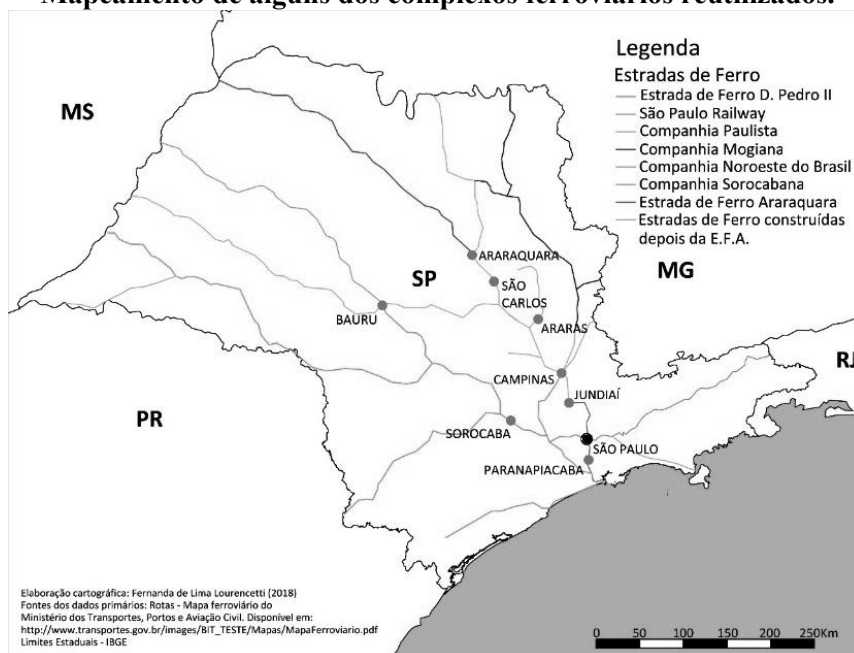 Mapeamento de alguns dos complexos ferroviários reutilizados.
Legenda
Estradas de Ferro
Estrada de Ferro D. Pedro II
São Paulo Railway
Companhia Paulista
Companhia Mogiana
Companhia Noroeste do Brasil
Companhia Sorocabana
Estrada de Ferro Araraquara
Estradas de Ferro construídas
depois da E.F.A.
MS
SP
MG
RJ
PR
ARARAQUARA
SÃO
CARLOS
BAURU
ARARAS
CAMPINAS
JUNDIAÍ
SOROCABA
SÃO PAULO
PARANAPIACABA
Elaboração cartográfica: Fernanda de Lima Lourencetti (2018)
Fontes dos dados primários: Rotas - Mapa ferroviário do
Ministério dos Transportes, Portos e Aviação Civil. Disponível em:
http://www.transportes.gov.br/images/BIT_TESTE/Mapas/MapaFerroviario.pdf
Limites Estaduais - IBGE
0 50 100 150 200 250Km